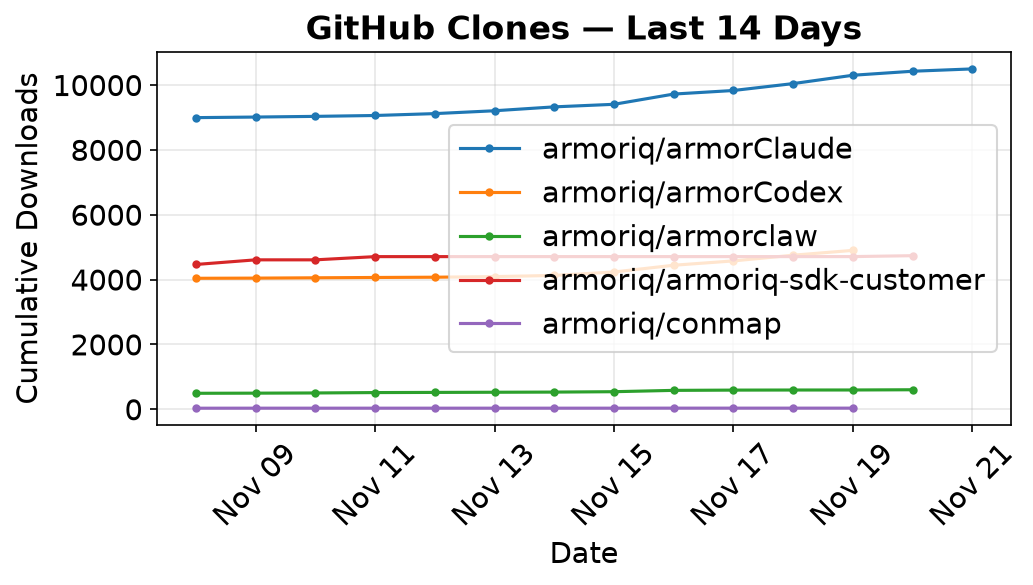 GitHub Clones — Last 14 Days
Cumulative Downloads
10000
8000
6000
4000
2000
0
armoriq/armorClaude
armoriq/armorCodex
armoriq/armorclaw
armoriq/armoriq-sdk-customer
armoriq/conmap
Nov 09
Nov 11
Nov 13
Nov 15
Nov 17
Nov 19
Nov 21
Date